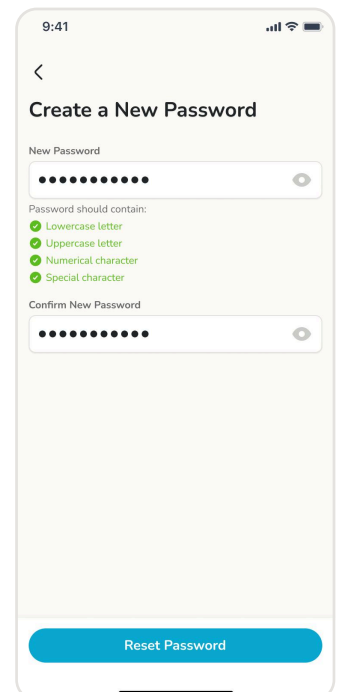 9:41
Create a New Password
New Password
●●●●●●●●●●●
Password should contain:
Lowercase letter
Uppercase letter
Numerical character
Special character
Confirm New Password
●●●●●●●●●●●
Reset Password